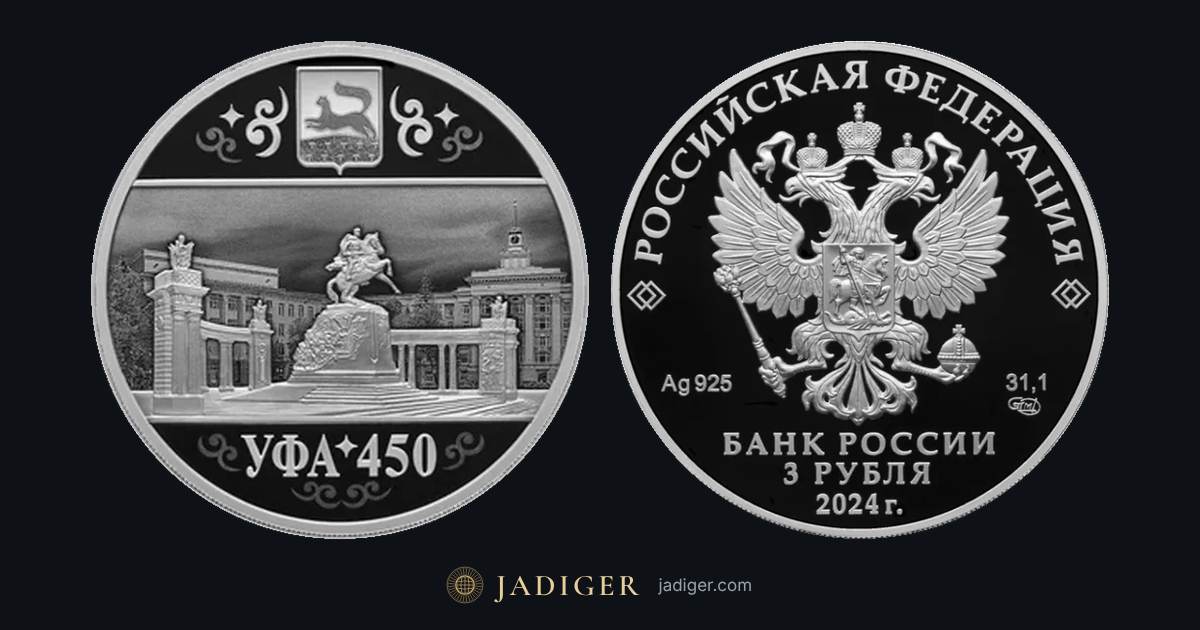 УФА✦450
РОССИЙСКАЯ ФЕДЕРАЦИЯ
Ag 925
31,1
БАНК РОССИИ
3 РУБЛЯ
2024 г.
JADIGER
jadiger.com